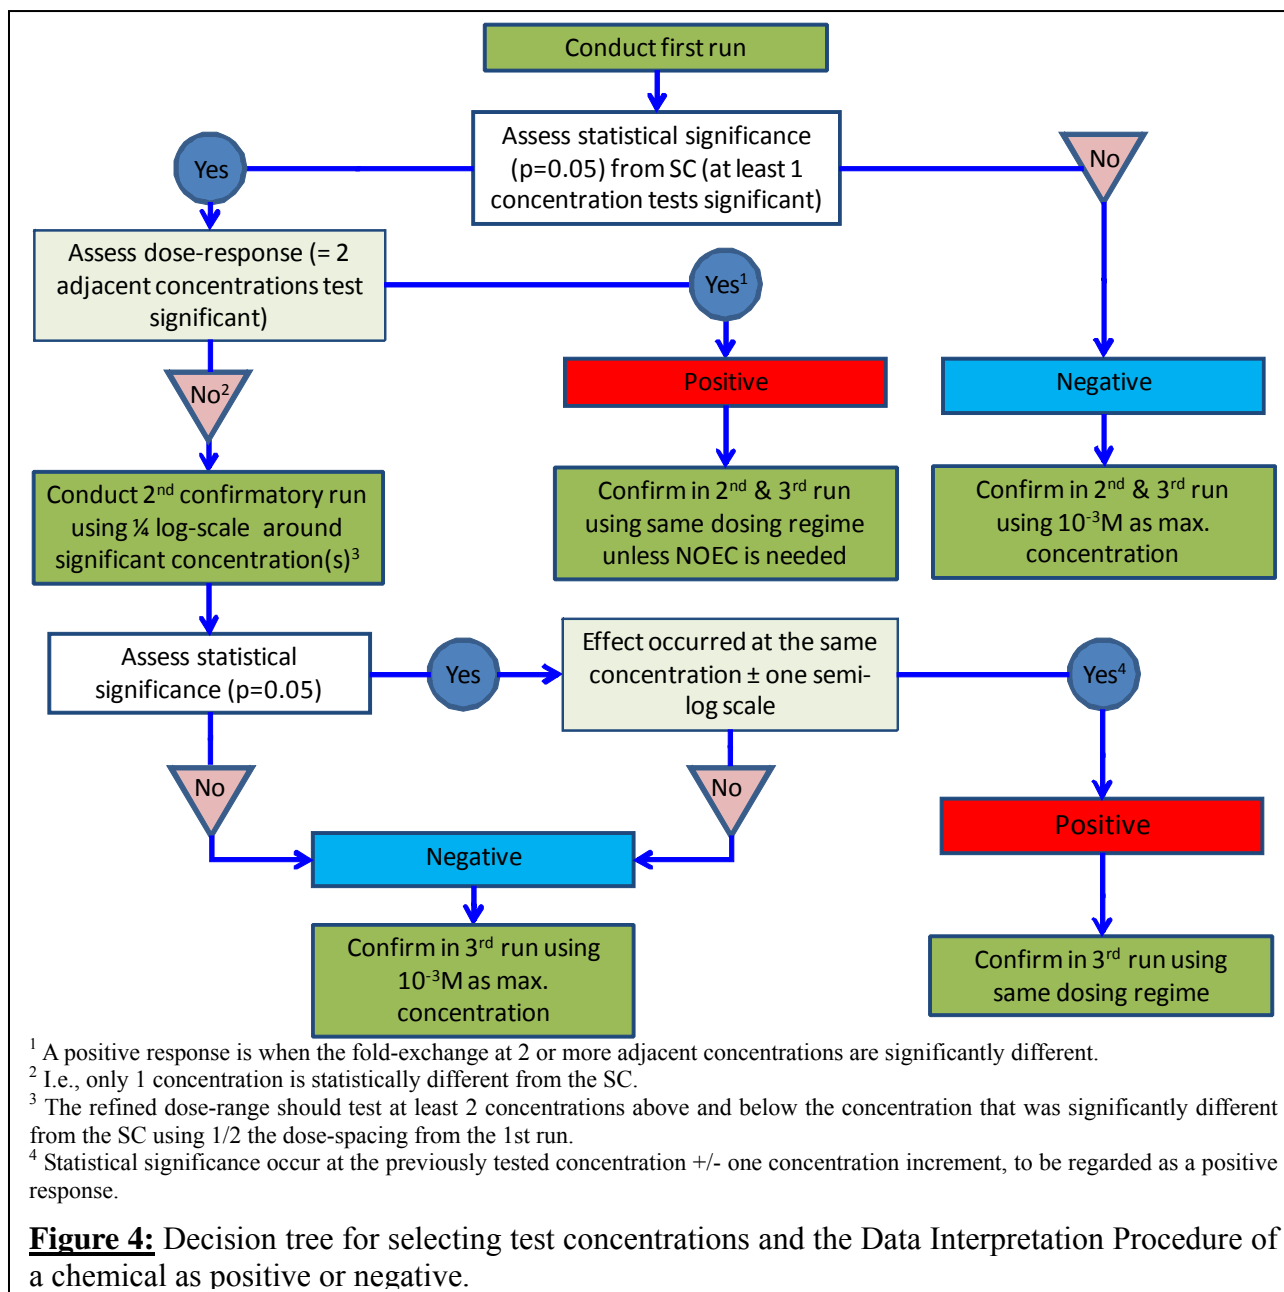 Conduct first run
Assess statistical significance
(p=0.05) from SC (at least 1
concentration tests significant)
Yes
No
Assess dose-response (= 2
adjacent concentrations test
significant)
Yes¹
No²
Positive
Negative
Conduct 2ⁿᵈ confirmatory run
using ¼ log-scale around
significant concentration(s)³
Confirm in 2ⁿᵈ & 3ʳᵈ run
using same dosing regime
unless NOEC is needed
Confirm in 2ⁿᵈ & 3ʳᵈ run
using 10⁻³M as max.
concentration
Assess statistical
significance (p=0.05)
Yes
Effect occurred at the same
concentration ± one semi-
log scale
Yes⁴
No
No
Negative
Positive
Confirm in 3ʳᵈ run using
10⁻³M as max.
concentration
Confirm in 3ʳᵈ run using
same dosing regime
¹ A positive response is when the fold-exchange at 2 or more adjacent concentrations are significantly different.
² I.e., only 1 concentration is statistically different from the SC.
³ The refined dose-range should test at least 2 concentrations above and below the concentration that was significantly different
from the SC using 1/2 the dose-spacing from the 1st run.
⁴ Statistical significance occur at the previously tested concentration +/- one concentration increment, to be regarded as a positive
response.
Figure 4: Decision tree for selecting test concentrations and the Data Interpretation Procedure of
a chemical as positive or negative.